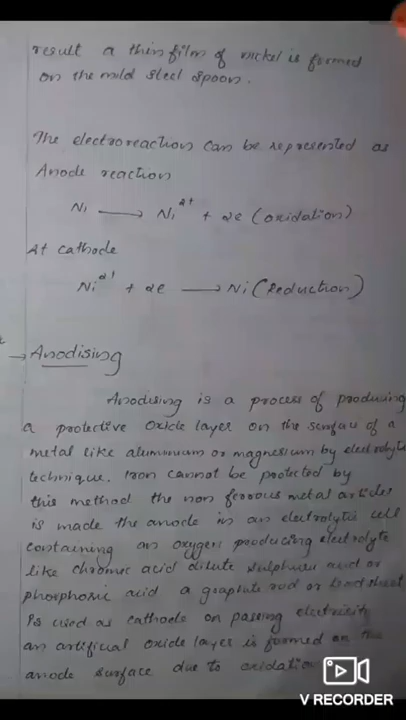 result a thin film of nickel is formed
on the mild steel spoon.
The electroreaction can be represented as
Anode reaction
Ni → Ni2+ + 2e (oxidation)
At cathode
Ni2+ + 2e → Ni (Reduction)
→ Anodising
Anodising is a process of producing
a protective oxide layer on the surface of a
metal like aluminium or magnesium by electrolytic
technique. Iron cannot be protected by
this method the non ferrous metal articles
is made the anode in an electrolytic cell
containing an oxygen producing electrolyte
like chromic acid dilute sulphuric acid or
phosphoric acid a graphite rod or lead sheet
is used as cathode on passing electricity
an artificial oxide layer is formed on the
anode surface due to oxidation
V RECORDER